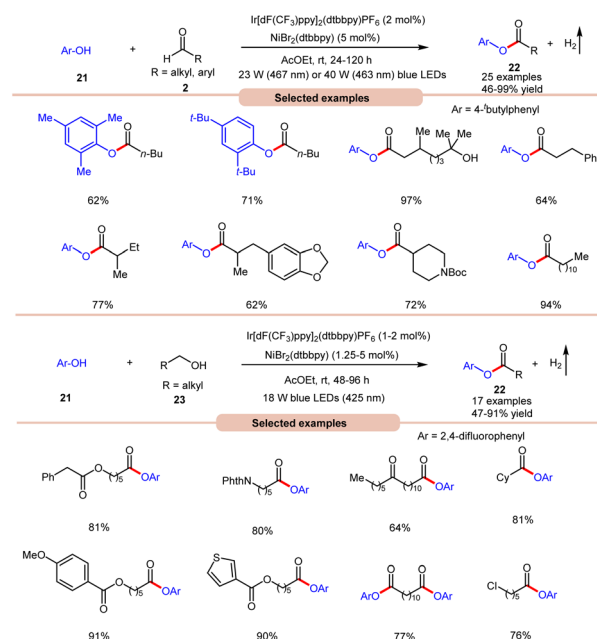 Ir[dF(CF3)ppy]2(dtbbpy)PF6 (2 mol%)
NiBr2(dtbbpy) (5 mol%)
Ar-OH + H O R Ar O O R + H2
AcOEt, rt, 24-120 h
21 R = alkyl, aryl 23 W (467 nm) or 40 W (463 nm) blue LEDs 22
2 25 examples
46-99% yield
Selected examples
Ar = 4-tbutylphenyl
Me Me O O n-Bu Me
t-Bu O O n-Bu t-Bu
Ar O O Me ( )3 Me Me OH
Ar O O Ph
62% 71% 97% 64%
Ar O O Et Me
Ar O O Me O O
Ar O O N Boc
Ar O O ( )10 Me
77% 62% 72% 94%
Ir[dF(CF3)ppy]2(dtbbpy)PF6 (1-2 mol%)
NiBr2(dtbbpy) (1.25-5 mol%)
Ar-OH + R OH Ar O O R + H2
AcOEt, rt, 48-96 h
21 R = alkyl 18 W blue LEDs (425 nm) 22
23 17 examples
47-91% yield
Selected examples
Ar = 2,4-difluorophenyl
Ph O O ( )5 O OAr
PhthN ( )5 O OAr
Me ( )5 O ( )10 O OAr
Cy O OAr
81% 80% 64% 81%
MeO O O ( )5 O OAr
S O O ( )5 O OAr
ArO O ( )10 O OAr
Cl ( )5 O OAr
91% 90% 77% 76%